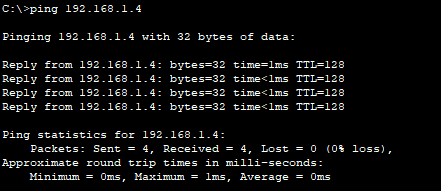 C:\>ping 192.168.1.4
Pinging 192.168.1.4 with 32 bytes of data:
Reply from 192.168.1.4: bytes=32 time=1ms TTL=128
Reply from 192.168.1.4: bytes=32 time<1ms TTL=128
Reply from 192.168.1.4: bytes=32 time<1ms TTL=128
Reply from 192.168.1.4: bytes=32 time<1ms TTL=128
Ping statistics for 192.168.1.4:
    Packets: Sent = 4, Received = 4, Lost = 0 (0% loss),
Approximate round trip times in milli-seconds:
    Minimum = 0ms, Maximum = 1ms, Average = 0ms